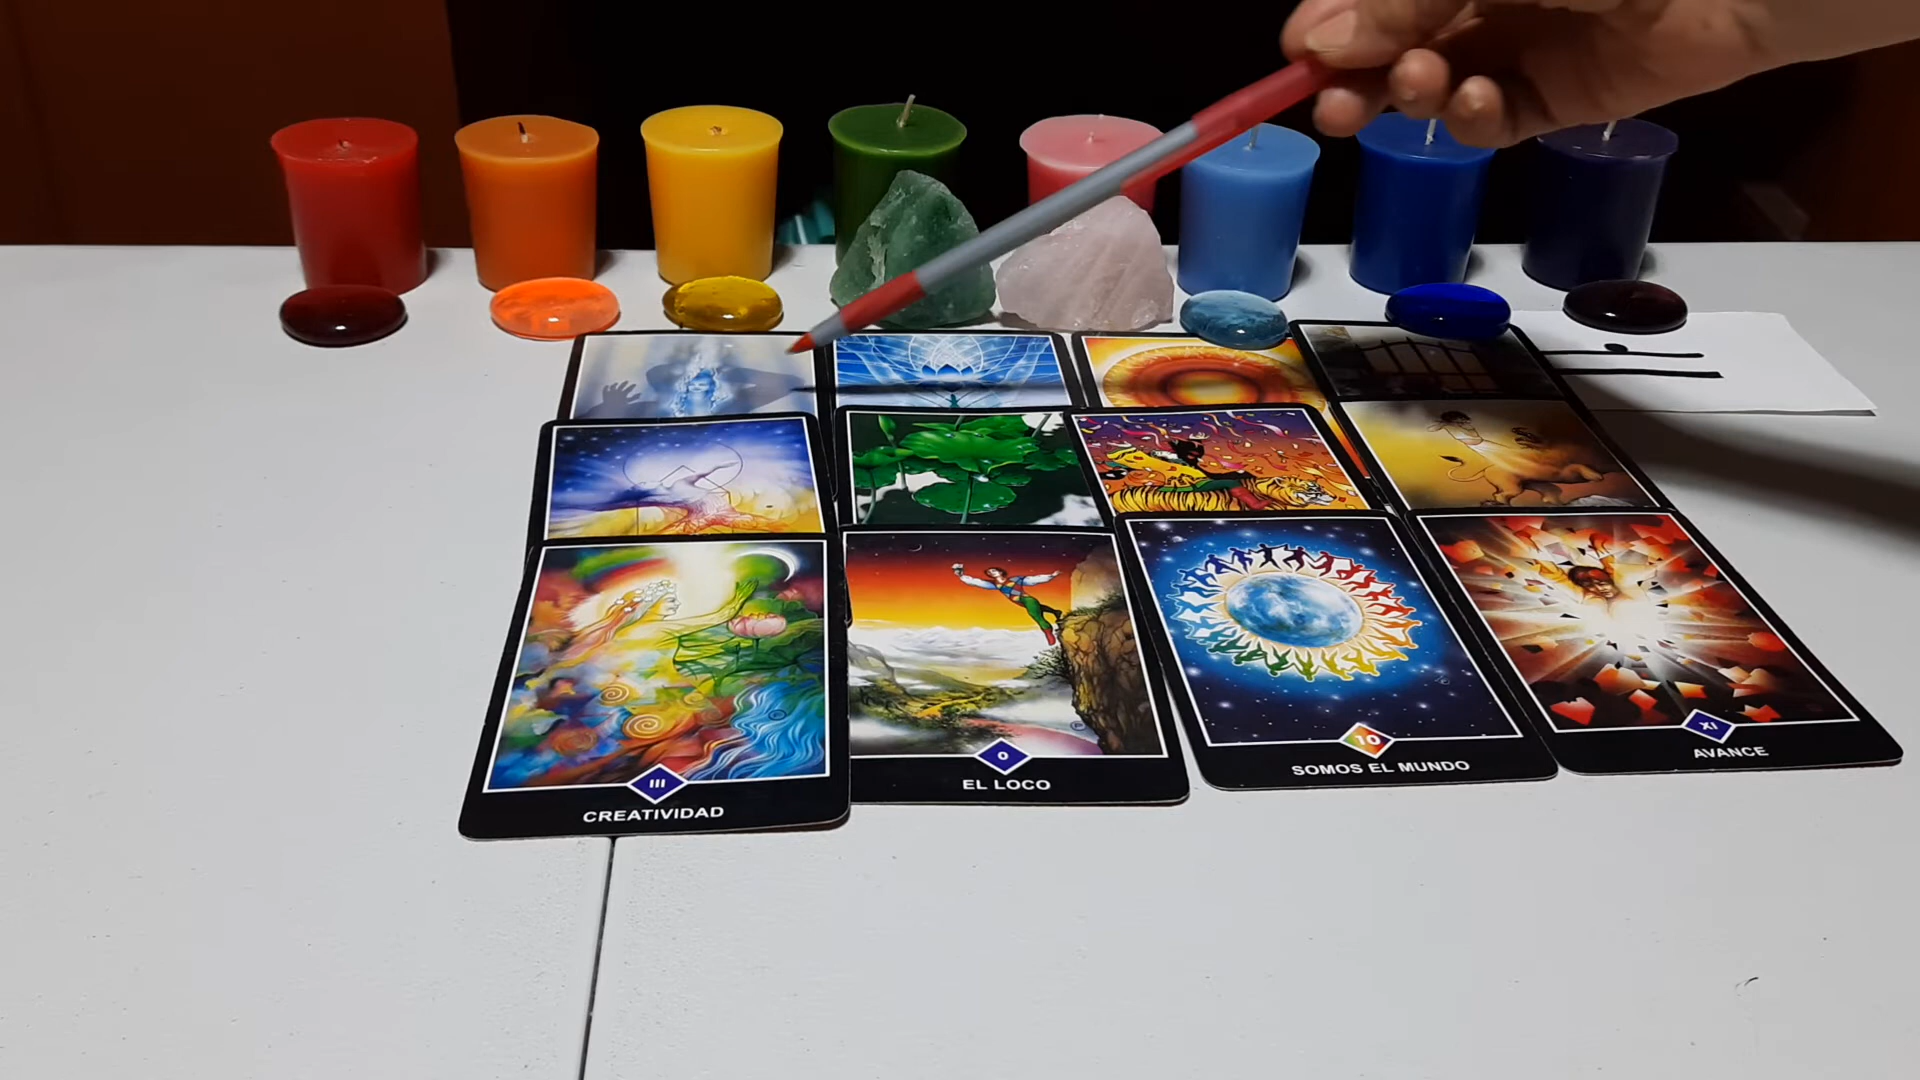 III
CREATIVIDAD
0
EL LOCO
10
SOMOS EL MUNDO
XI
AVANCE